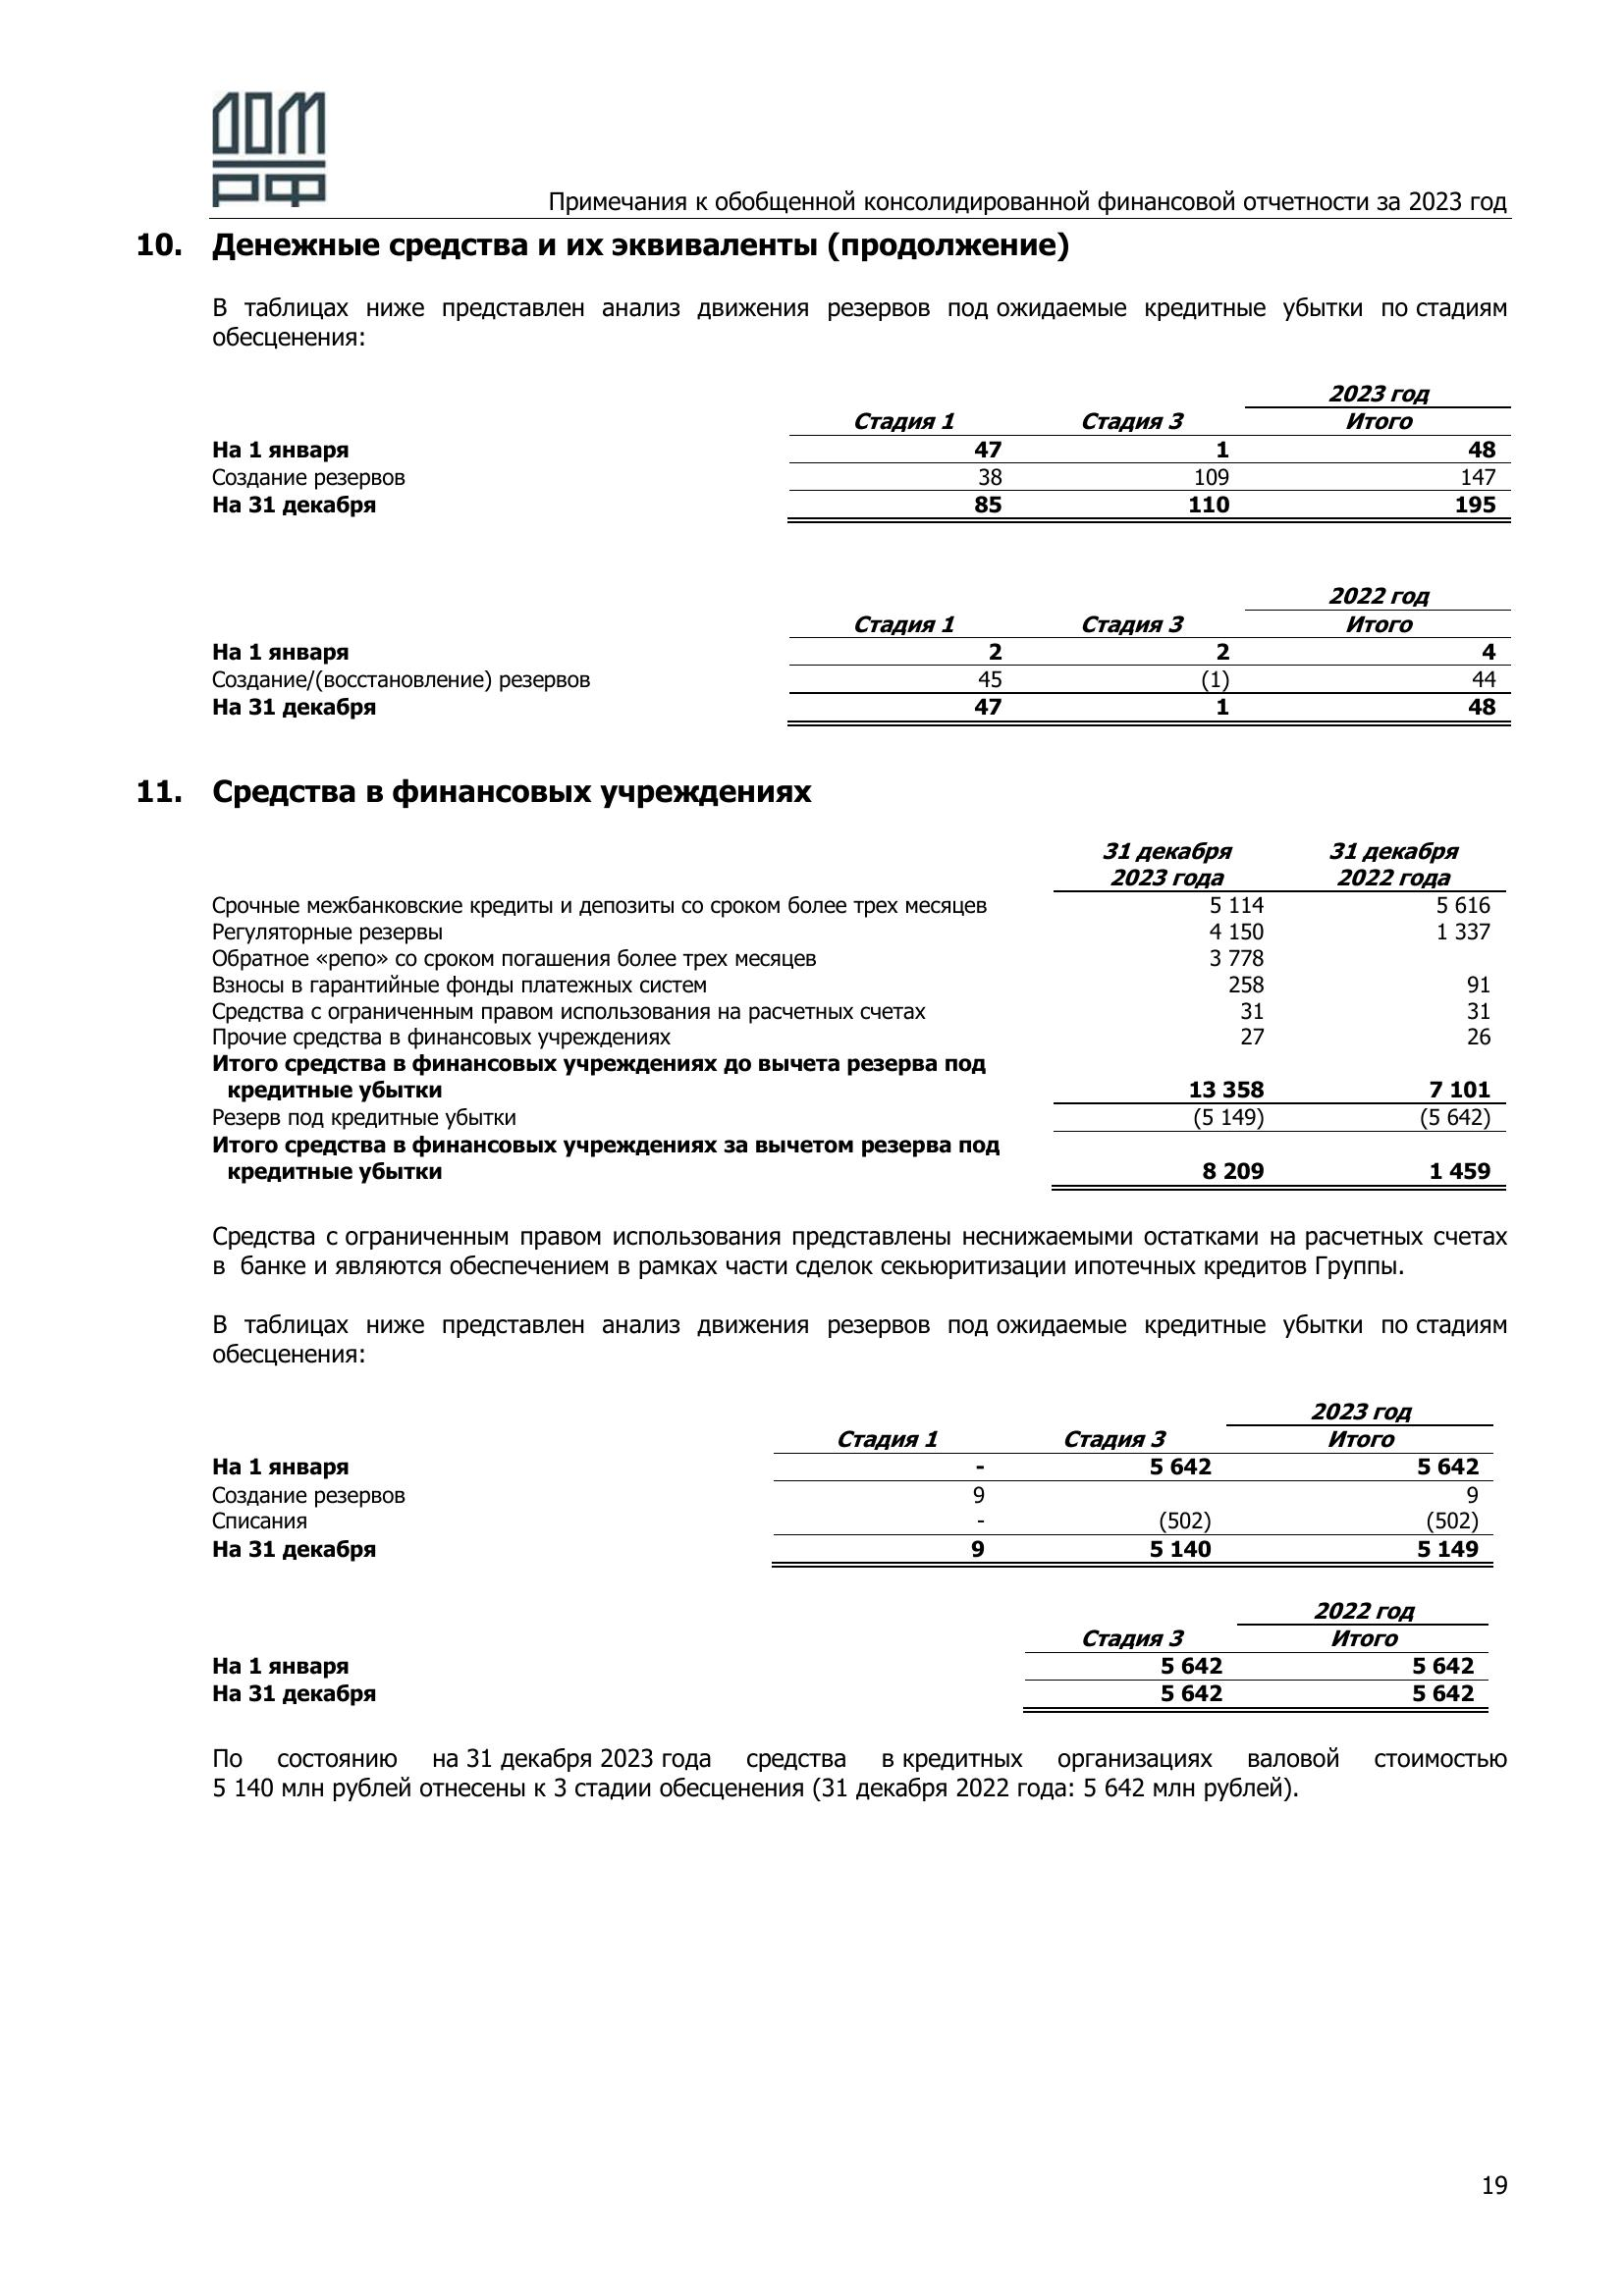 ДОМ
РФ
Примечания к обобщенной консолидированной финансовой отчетности за 2023 год
10. Денежные средства и их эквиваленты (продолжение)
В таблицах ниже представлен анализ движения резервов под ожидаемые кредитные убытки по стадиям
обесценения:
2023 год
Стадия 1 Стадия 3 Итого
На 1 января 47 1 48
Создание резервов 38 109 147
На 31 декабря 85 110 195
2022 год
Стадия 1 Стадия 3 Итого
На 1 января 2 2 4
Создание/(восстановление) резервов 45 (1) 44
На 31 декабря 47 1 48
11. Средства в финансовых учреждениях
31 декабря 31 декабря
2023 года 2022 года
Срочные межбанковские кредиты и депозиты со сроком более трех месяцев 5 114 5 616
Регуляторные резервы 4 150 1 337
Обратное «репо» со сроком погашения более трех месяцев 3 778
Взносы в гарантийные фонды платежных систем 258 91
Средства с ограниченным правом использования на расчетных счетах 31 31
Прочие средства в финансовых учреждениях 27 26
Итого средства в финансовых учреждениях до вычета резерва под
кредитные убытки 13 358 7 101
Резерв под кредитные убытки (5 149) (5 642)
Итого средства в финансовых учреждениях за вычетом резерва под
кредитные убытки 8 209 1 459
Средства с ограниченным правом использования представлены неснижаемыми остатками на расчетных счетах
в банке и являются обеспечением в рамках части сделок секьюритизации ипотечных кредитов Группы.
В таблицах ниже представлен анализ движения резервов под ожидаемые кредитные убытки по стадиям
обесценения:
2023 год
Стадия 1 Стадия 3 Итого
На 1 января - 5 642 5 642
Создание резервов 9 9
Списания - (502) (502)
На 31 декабря 9 5 140 5 149
2022 год
Стадия 3 Итого
На 1 января 5 642 5 642
На 31 декабря 5 642 5 642
По состоянию на 31 декабря 2023 года средства в кредитных организациях валовой стоимостью
5 140 млн рублей отнесены к 3 стадии обесценения (31 декабря 2022 года: 5 642 млн рублей).
19